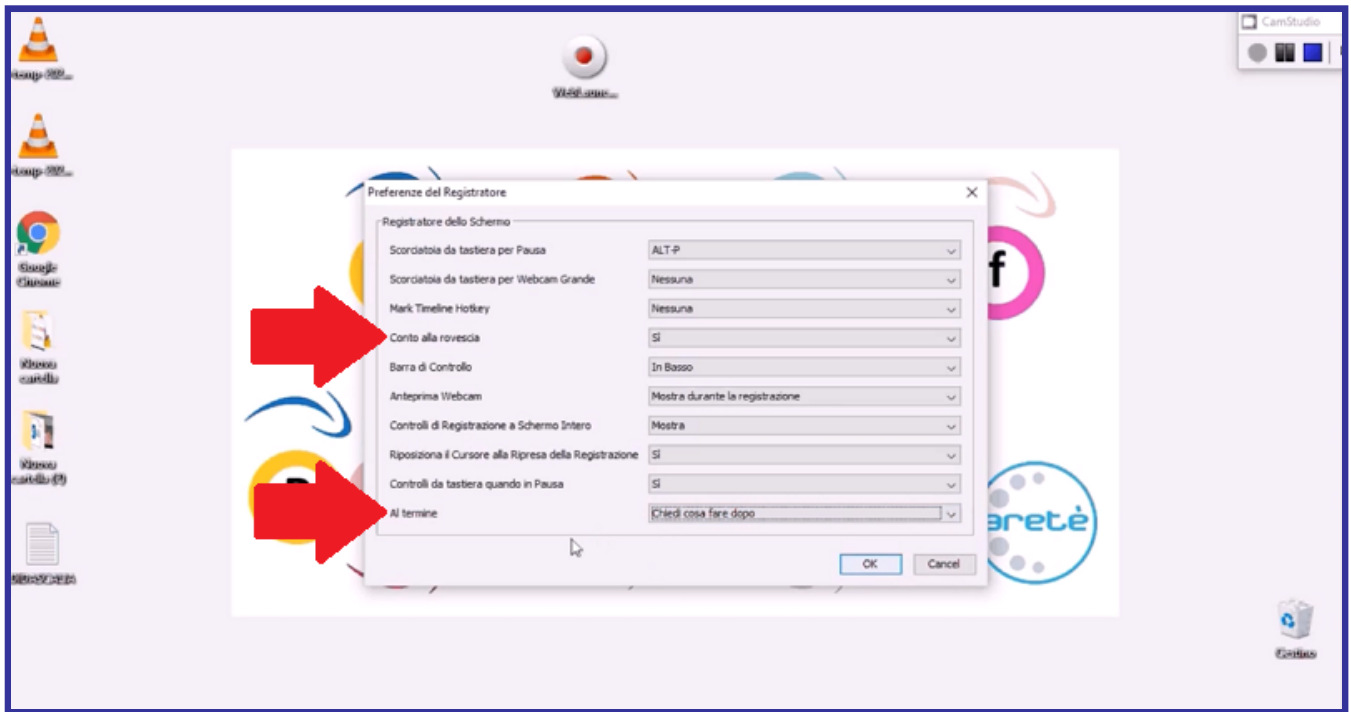 CamStudio
Preferenze del Registratore
Registratore dello Schermo
Scorciatoia da tastiera per Pausa ALT-P
Scorciatoia da tastiera per Webcam Grande Nessuna
Mark Timeline Hotkey Nessuna
Conto alla rovescia Sì
Barra di Controllo In Basso
Anteprima Webcam Mostra durante la registrazione
Controlli di Registrazione a Schermo Intero Mostra
Riposiziona il Cursore alla Ripresa della Registrazione Sì
Controlli da tastiera quando in Pausa Sì
Al termine Chiedi cosa fare dopo
OK Cancel
f
aretè
Google
Chrome
Nuova
cartella
Nuova
cartella (2)
Cestino